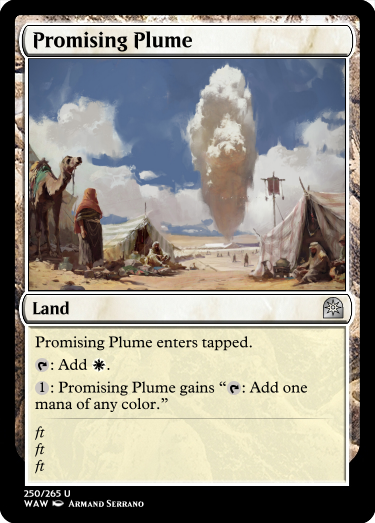 Promising Plume
Land
Promising Plume enters tapped.
: Add .
1: Promising Plume gains “: Add one
mana of any color.”
ft
ft
ft
250/265 U
WAW Armand Serrano